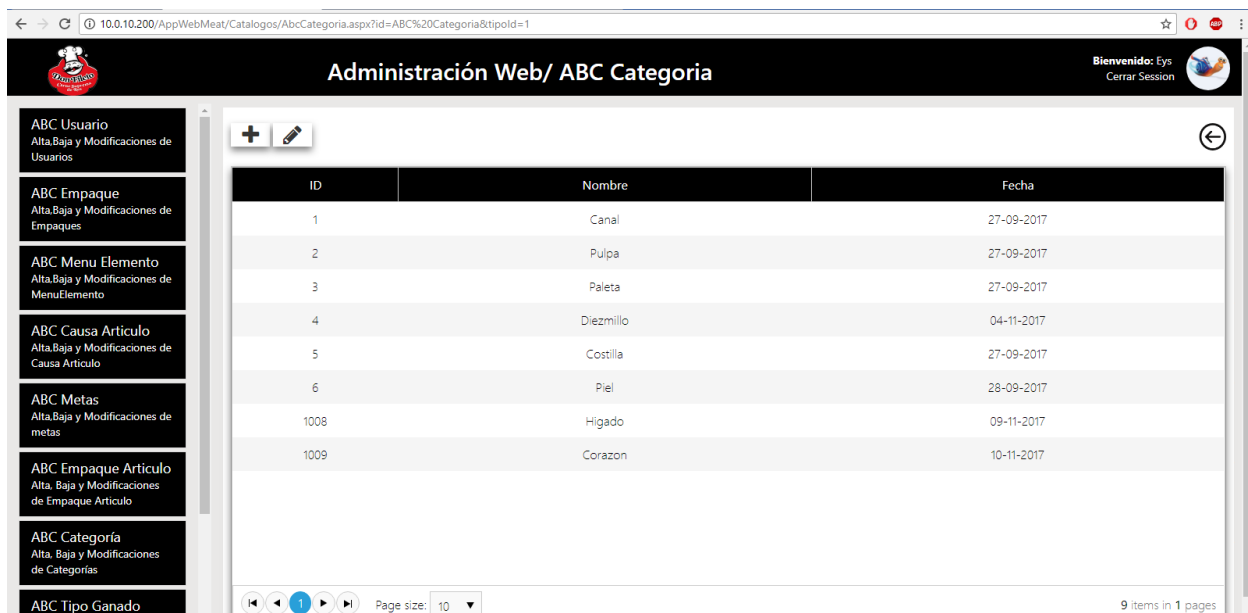 10.0.10.200/AppWebMeat/Catalogos/AbcCategoria.aspx?id=ABC%20Categoria&tipoId=1
ABP
Don Filete
Administración Web/ ABC Categoria
Bienvenido: Eys
Cerrar Session
ABC Usuario
Alta,Baja y Modificaciones de
Usuarios
ABC Empaque
Alta,Baja y Modificaciones de
Empaques
ABC Menu Elemento
Alta,Baja y Modificaciones de
MenuElemento
ABC Causa Articulo
Alta,Baja y Modificaciones de
Causa Articulo
ABC Metas
Alta,Baja y Modificaciones de
metas
ABC Empaque Articulo
Alta, Baja y Modificaciones
de Empaque Articulo
ABC Categoría
Alta, Baja y Modificaciones
de Categorías
ABC Tipo Ganado
ID Nombre Fecha
1 Canal 27-09-2017
2 Pulpa 27-09-2017
3 Paleta 27-09-2017
4 Diezmillo 04-11-2017
5 Costilla 27-09-2017
6 Piel 28-09-2017
1008 Higado 09-11-2017
1009 Corazon 10-11-2017
1 Page size: 10 9 items in 1 pages